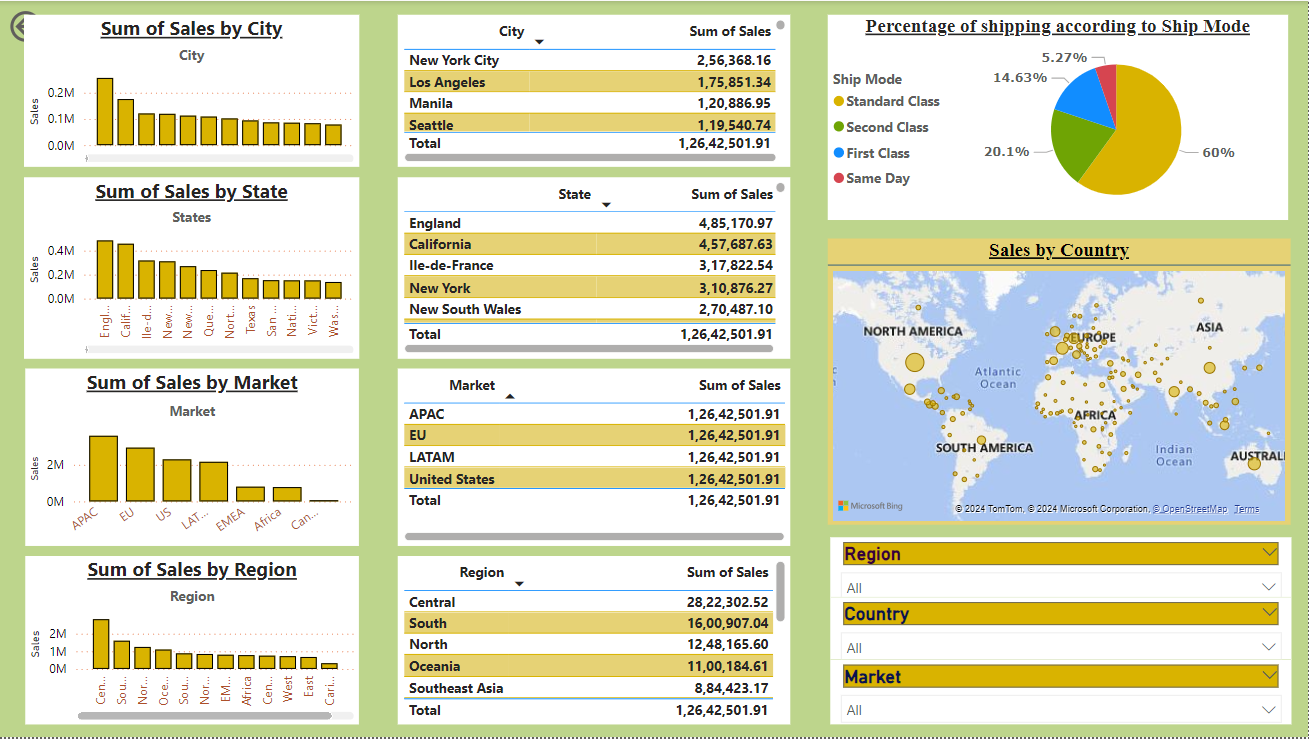 Sum of Sales by City
City
Sales
0.2M
0.1M
0.0M
City Sum of Sales
New York City 2,56,368.16
Los Angeles 1,75,851.34
Manila 1,20,886.95
Seattle 1,19,540.74
Total 1,26,42,501.91
Percentage of shipping according to Ship Mode
Ship Mode
Standard Class
Second Class
First Class
Same Day
5.27%
14.63%
20.1%
60%
Sum of Sales by State
States
Sales
0.4M
0.2M
0.0M
Engl... Calif... Ile-d... New... New... Que... Nort... Texas San ... Nati... Vict... Was...
State Sum of Sales
England 4,85,170.97
California 4,57,687.63
Ile-de-France 3,17,822.54
New York 3,10,876.27
New South Wales 2,70,487.10
Total 1,26,42,501.91
Sales by Country
NORTH AMERICA
EUROPE
ASIA
Atlantic
Ocean
AFRICA
SOUTH AMERICA
Indian
Ocean
AUSTRALI
Microsoft Bing
© 2024 TomTom, © 2024 Microsoft Corporation, © OpenStreetMap Terms
Sum of Sales by Market
Market
Sales
2M
0M
APAC EU US LAT... EMEA Africa Can...
Market Sum of Sales
APAC 1,26,42,501.91
EU 1,26,42,501.91
LATAM 1,26,42,501.91
United States 1,26,42,501.91
Total 1,26,42,501.91
Sum of Sales by Region
Region
Sales
2M
1M
0M
Cen... Sou... Nor... Oce... Sou... Nor... EM... Africa Cen... West East Cari...
Region Sum of Sales
Central 28,22,302.52
South 16,00,907.04
North 12,48,165.60
Oceania 11,00,184.61
Southeast Asia 8,84,423.17
Total 1,26,42,501.91
Region
All
Country
All
Market
All